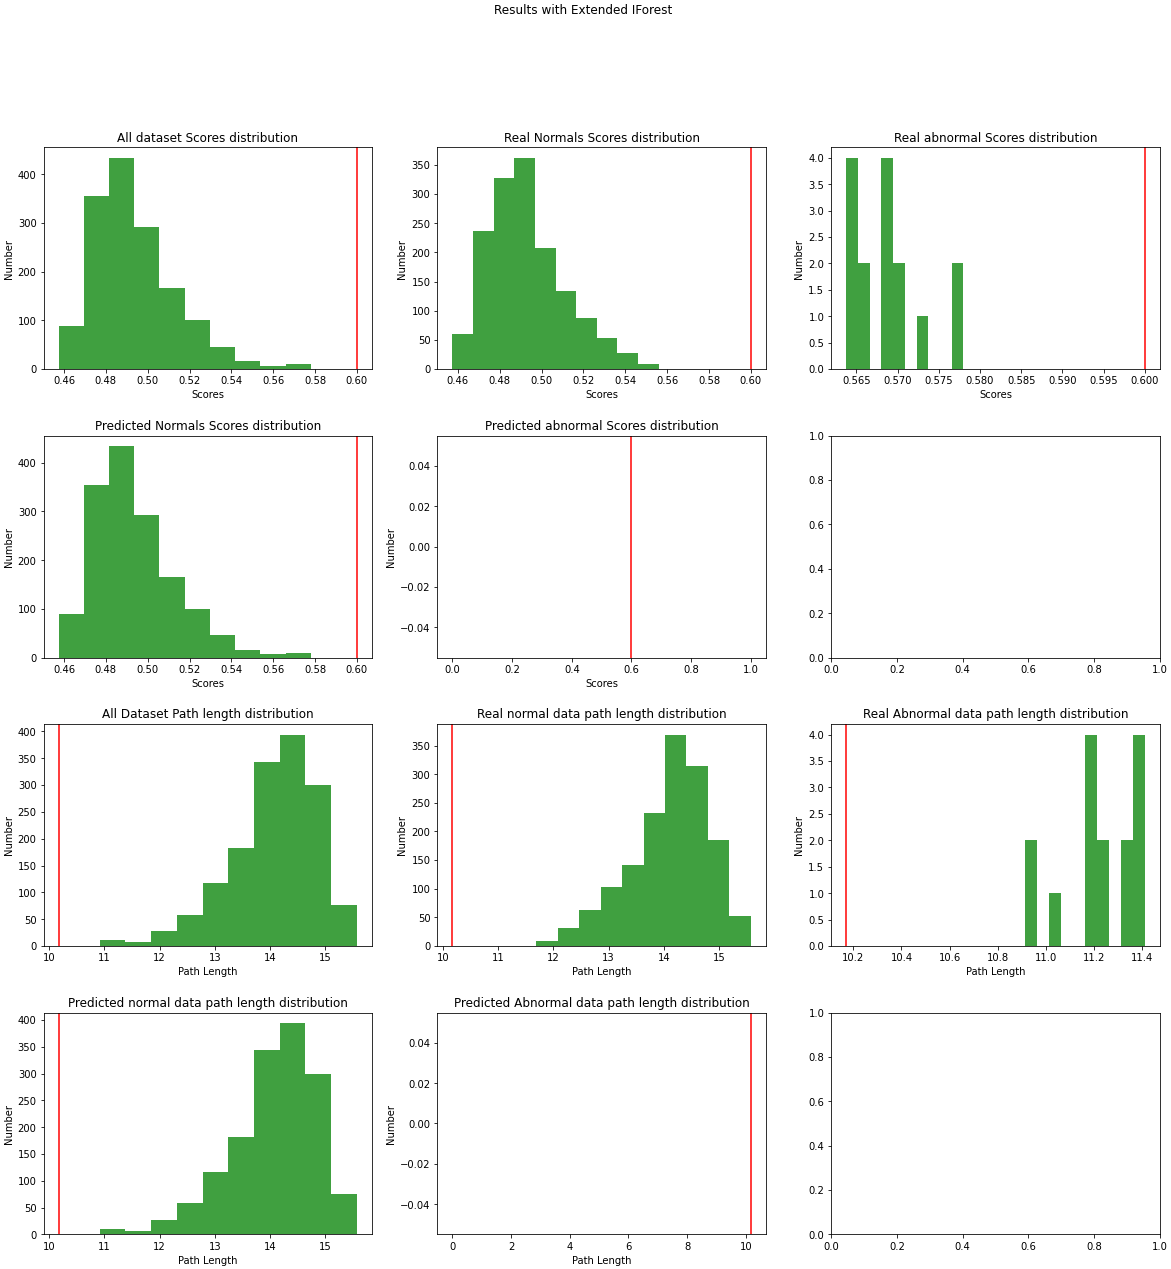 Results with Extended IForest
All dataset Scores distribution
Number
400
300
200
100
0
0.46 0.48 0.50 0.52 0.54 0.56 0.58 0.60
Scores
Real Normals Scores distribution
Number
350
300
250
200
150
100
50
0
0.46 0.48 0.50 0.52 0.54 0.56 0.58 0.60
Scores
Real abnormal Scores distribution
Number
4.0
3.5
3.0
2.5
2.0
1.5
1.0
0.5
0.0
0.565 0.570 0.575 0.580 0.585 0.590 0.595 0.600
Scores
Predicted Normals Scores distribution
Number
400
300
200
100
0
0.46 0.48 0.50 0.52 0.54 0.56 0.58 0.60
Scores
Predicted abnormal Scores distribution
Number
0.04
0.02
0.00
−0.02
−0.04
0.0 0.2 0.4 0.6 0.8 1.0
Scores
1.0
0.8
0.6
0.4
0.2
0.0
0.0 0.2 0.4 0.6 0.8 1.0
All Dataset Path length distribution
Number
400
350
300
250
200
150
100
50
0
10 11 12 13 14 15
Path Length
Real normal data path length distribution
Number
350
300
250
200
150
100
50
0
10 11 12 13 14 15
Path Length
Real Abnormal data path length distribution
Number
4.0
3.5
3.0
2.5
2.0
1.5
1.0
0.5
0.0
10.2 10.4 10.6 10.8 11.0 11.2 11.4
Path Length
Predicted normal data path length distribution
Number
400
350
300
250
200
150
100
50
0
10 11 12 13 14 15
Path Length
Predicted Abnormal data path length distribution
Number
0.04
0.02
0.00
−0.02
−0.04
0 2 4 6 8 10
Path Length
1.0
0.8
0.6
0.4
0.2
0.0
0.0 0.2 0.4 0.6 0.8 1.0